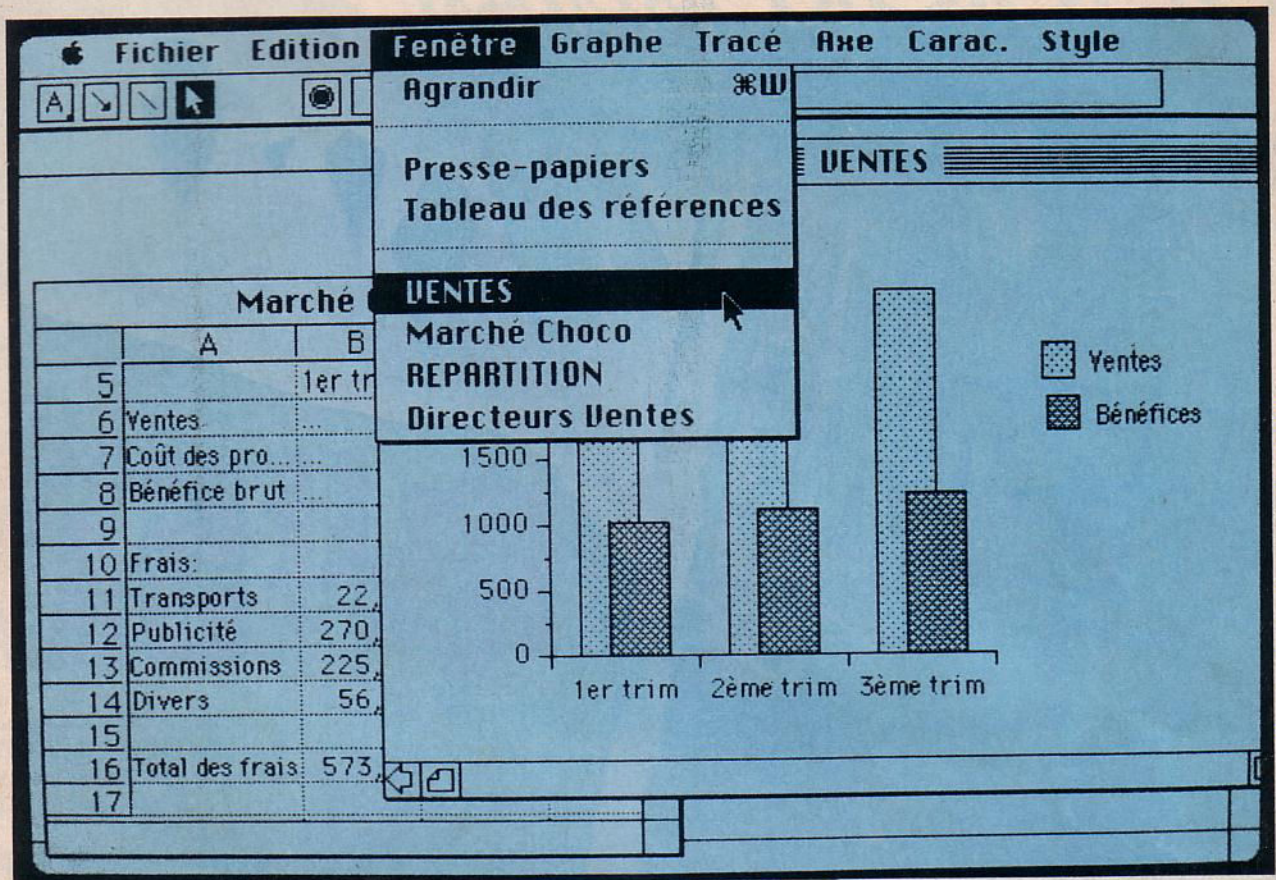 Fichier Edition Fenêtre Graphe Tracé Axe Carac. Style
A
Agrandir ⌘W
Presse-papiers
Tableau des références
VENTES
Marché Choco
REPARTITION
Directeurs Ventes
VENTES
Marché
A B
5 1er tr
6 Ventes ...
7 Coût des pro... ...
8 Bénéfice brut ...
9
10 Frais:
11 Transports 22,
12 Publicité 270,
13 Commissions 225,
14 Divers 56,
15
16 Total des frais 573,
17
1500
1000
500
0
1er trim 2ème trim 3ème trim
Ventes
Bénéfices